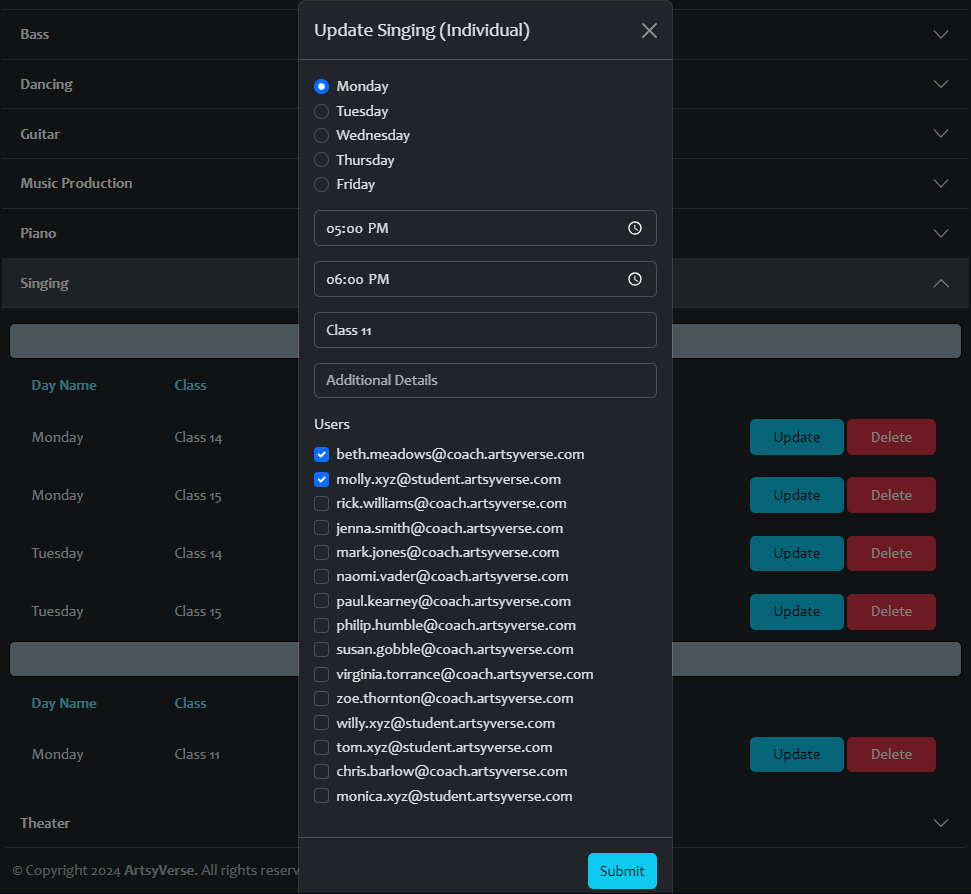 Update Singing (Individual)
Monday
Tuesday
Wednesday
Thursday
Friday
05:00 PM
06:00 PM
Class 11
Additional Details
Users
beth.meadows@coach.artsyverse.com
molly.xyz@student.artsyverse.com
rick.williams@coach.artsyverse.com
jenna.smith@coach.artsyverse.com
mark.jones@coach.artsyverse.com
naomi.vader@coach.artsyverse.com
paul.kearney@coach.artsyverse.com
philip.humble@coach.artsyverse.com
susan.gobble@coach.artsyverse.com
virginia.torrance@coach.artsyverse.com
zoe.thornton@coach.artsyverse.com
willy.xyz@student.artsyverse.com
tom.xyz@student.artsyverse.com
chris.barlow@coach.artsyverse.com
monica.xyz@student.artsyverse.com
Submit
Bass
Dancing
Guitar
Music Production
Piano
Singing
Day Name Class
Monday Class 14 Update Delete
Monday Class 15 Update Delete
Tuesday Class 14 Update Delete
Tuesday Class 15 Update Delete
Day Name Class
Monday Class 11 Update Delete
Theater
© Copyright 2024 ArtsyVerse. All rights reserv